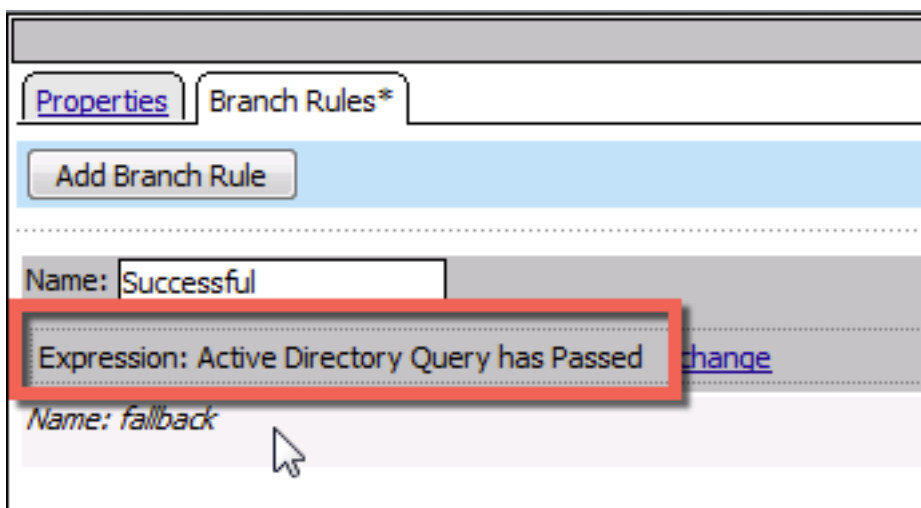 Properties Branch Rules*
Add Branch Rule
Name: Successful
Expression: Active Directory Query has Passed change
Name: fallback